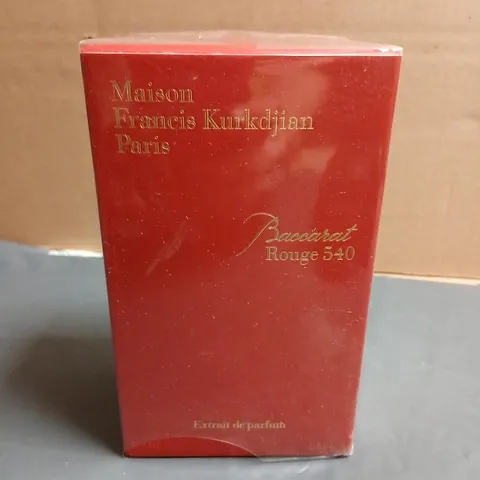 Maison
Francis Kurkdjian
Paris
Baccarat
Rouge 540
Extrait de parfum